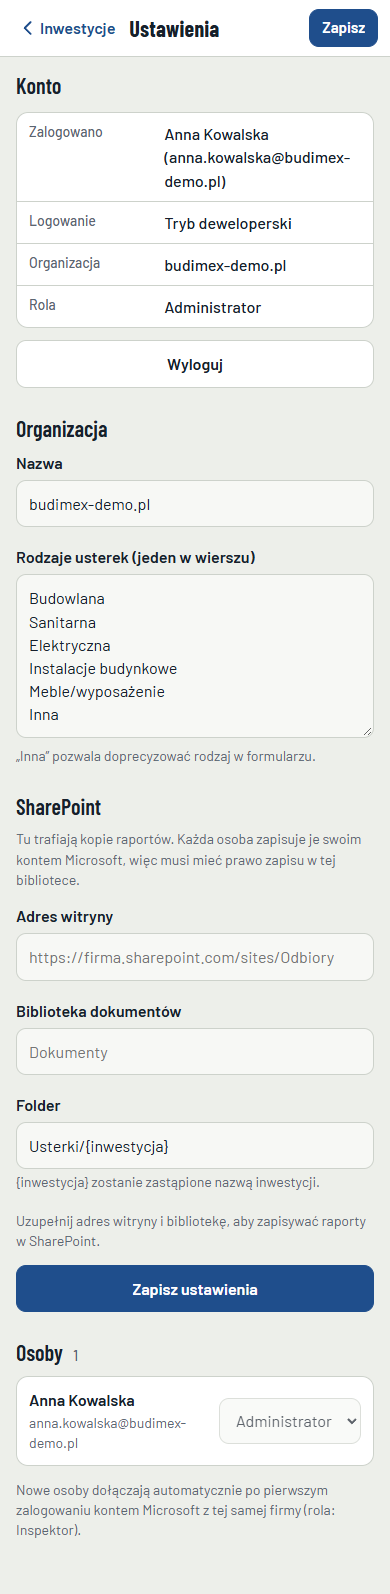 Inwestycje Ustawienia Zapisz
Konto
Zalogowano Anna Kowalska
(anna.kowalska@budimex-
demo.pl)
Logowanie Tryb deweloperski
Organizacja budimex-demo.pl
Rola Administrator
Wyloguj
Organizacja
Nazwa
budimex-demo.pl
Rodzaje usterek (jeden w wierszu)
Budowlana
Sanitarna
Elektryczna
Instalacje budynkowe
Meble/wyposażenie
Inna
„Inna” pozwala doprecyzować rodzaj w formularzu.
SharePoint
Tu trafiają kopie raportów. Każda osoba zapisuje je swoim
kontem Microsoft, więc musi mieć prawo zapisu w tej
bibliotece.
Adres witryny
https://firma.sharepoint.com/sites/Odbiory
Biblioteka dokumentów
Dokumenty
Folder
Usterki/{inwestycja}
{inwestycja} zostanie zastąpione nazwą inwestycji.
Uzupełnij adres witryny i bibliotekę, aby zapisywać raporty
w SharePoint.
Zapisz ustawienia
Osoby 1
Anna Kowalska
anna.kowalska@budimex-
demo.pl
Administrator
Nowe osoby dołączają automatycznie po pierwszym
zalogowaniu kontem Microsoft z tej samej firmy (rola:
Inspektor).